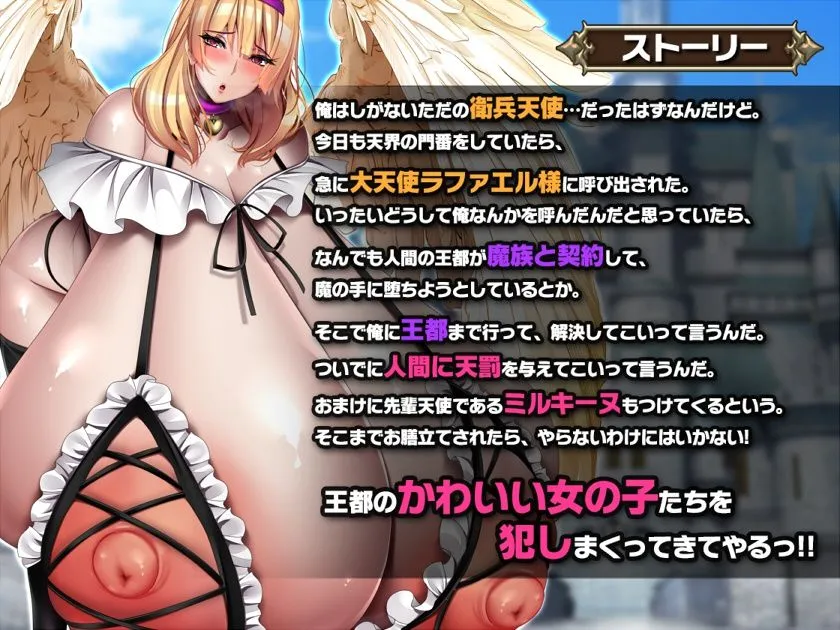 ストーリー
俺はしがないただの衛兵天使…だったはずなんだけど。
今日も天界の門番をしていたら、
急に大天使ラファエル様に呼び出された。
いったいどうして俺なんかを呼んだんだと思っていたら、
なんでも人間の王都が魔族と契約して、
魔の手に堕ちようとしているとか。
そこで俺に王都まで行って、解決してこいって言うんだ。
ついでに人間に天罰を与えてこいって言うんだ。
おまけに先輩天使であるミルキーヌもつけてくるという。
そこまでお膳立てされたら、やらないわけにはいかない!
王都のかわいい女の子たちを
犯しまくってきてやるっ!!